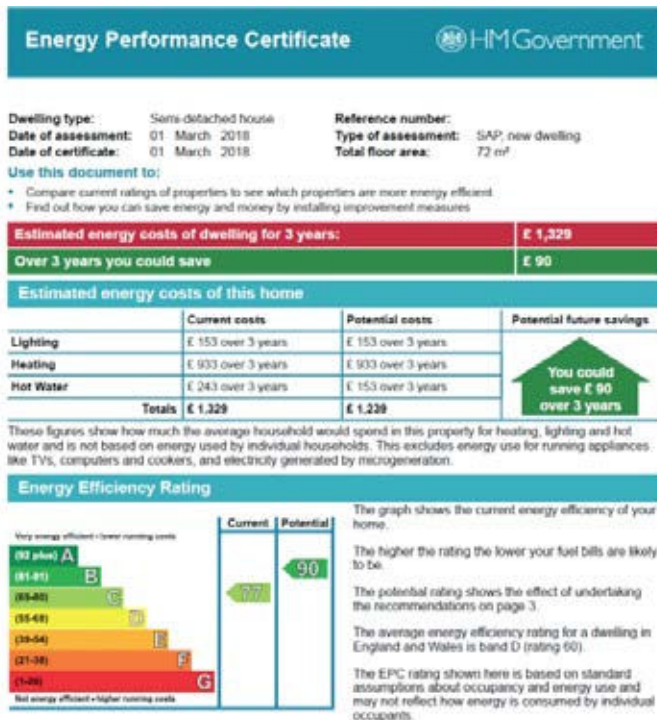 Energy Performance Certificate
HM Government
Dwelling type: Semi-detached house
Reference number:
Date of assessment: 01 March 2018
Type of assessment: SAP, new dwelling
Date of certificate: 01 March 2018
Total floor area: 72 m²
Use this document to:
• Compare current ratings of properties to see which properties are more energy efficient
• Find out how you can save energy and money by installing improvement measures
Estimated energy costs of dwelling for 3 years: £ 1,329
Over 3 years you could save £ 90
Estimated energy costs of this home
Current costs Potential costs Potential future savings
Lighting £ 153 over 3 years £ 153 over 3 years
Heating £ 933 over 3 years £ 933 over 3 years
Hot Water £ 243 over 3 years £ 153 over 3 years
Totals £ 1,329 £ 1,239
You could
save £ 90
over 3 years
These figures show how much the average household would spend in this property for heating, lighting and hot
water and is not based on energy used by individual households. This excludes energy use for running appliances
like TVs, computers and cookers, and electricity generated by microgeneration.
Energy Efficiency Rating
Current Potential
Very energy efficient - lower running costs
(92 plus) A
(81-91) B
(69-80) C
(55-68) D
(39-54) E
(21-38) F
(1-20) G
Not energy efficient - higher running costs
77
90
The graph shows the current energy efficiency of your
home.
The higher the rating the lower your fuel bills are likely
to be.
The potential rating shows the effect of undertaking
the recommendations on page 3.
The average energy efficiency rating for a dwelling in
England and Wales is band D (rating 60).
The EPC rating shown here is based on standard
assumptions about occupancy and energy use and
may not reflect how energy is consumed by individual
occupants.